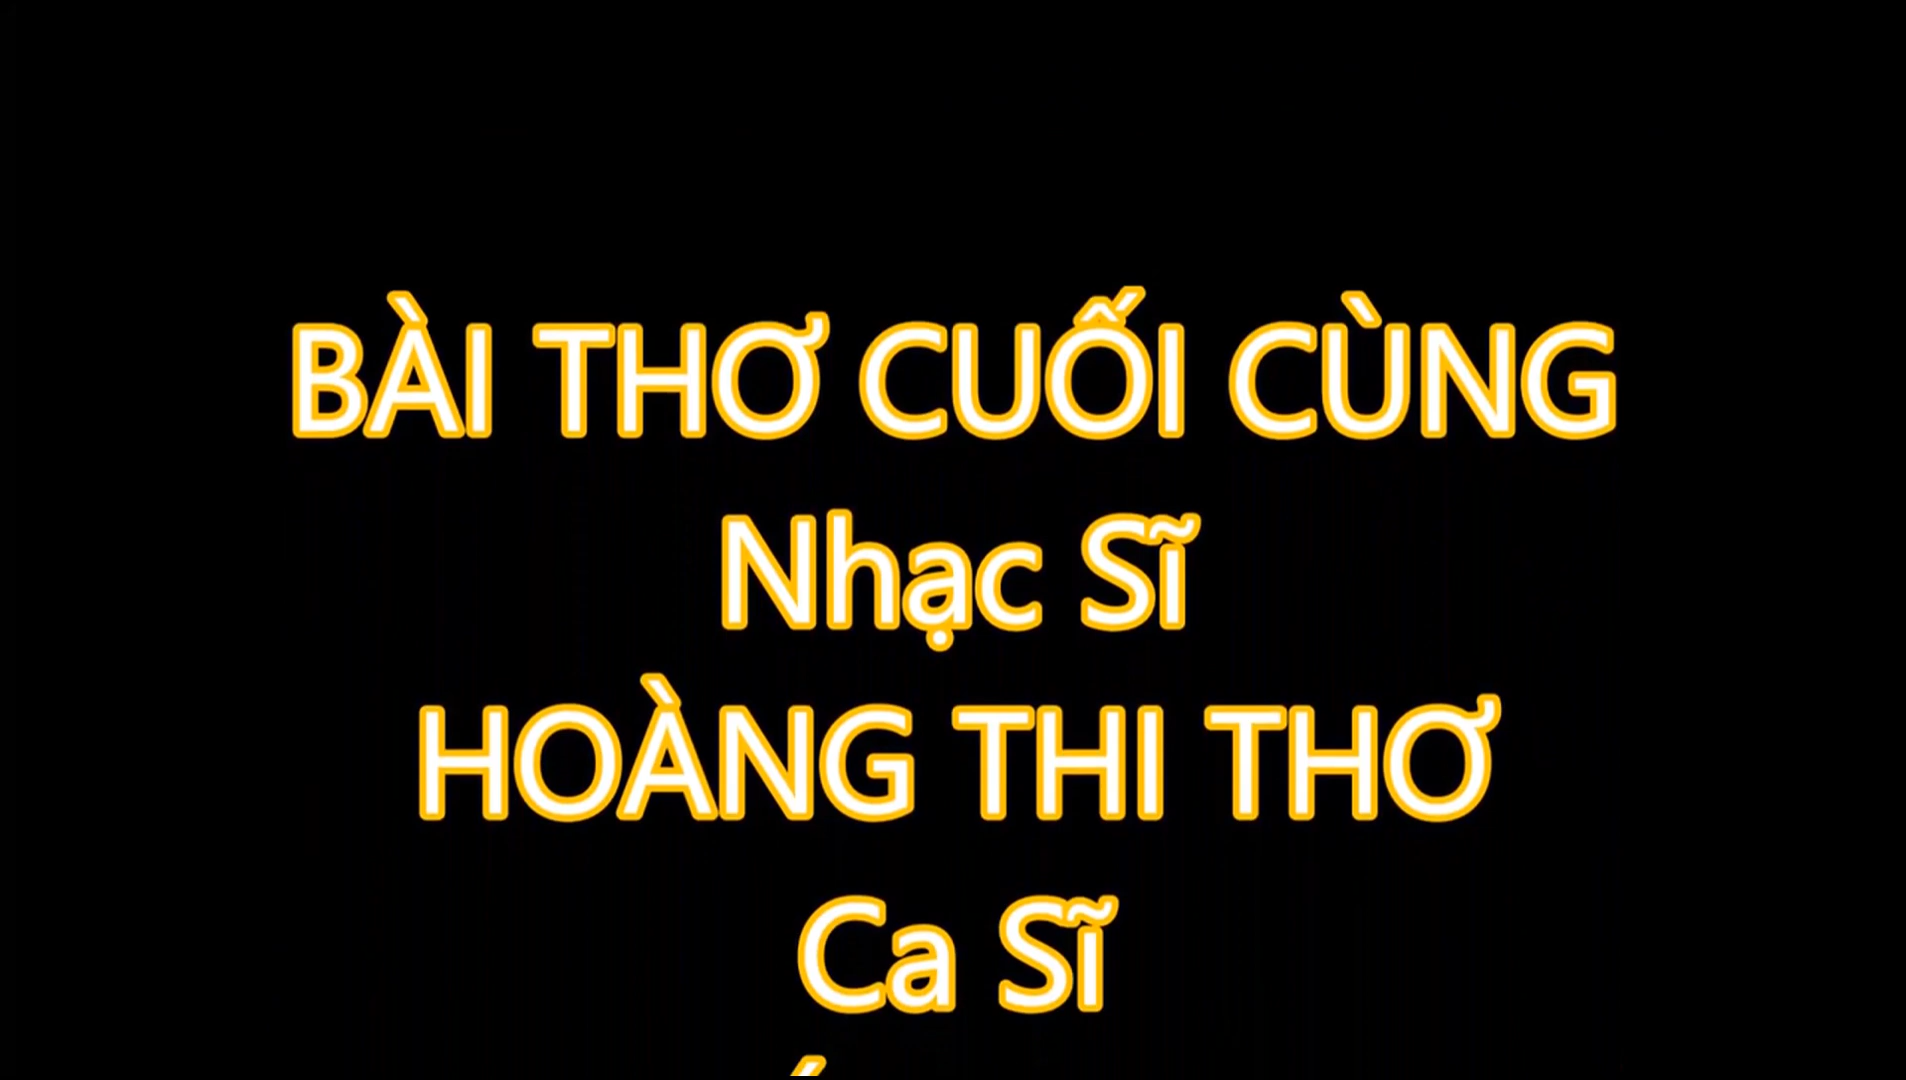 BÀI THƠ CUỐI CÙNG
Nhạc Sĩ
HOÀNG THI THƠ
Ca Sĩ